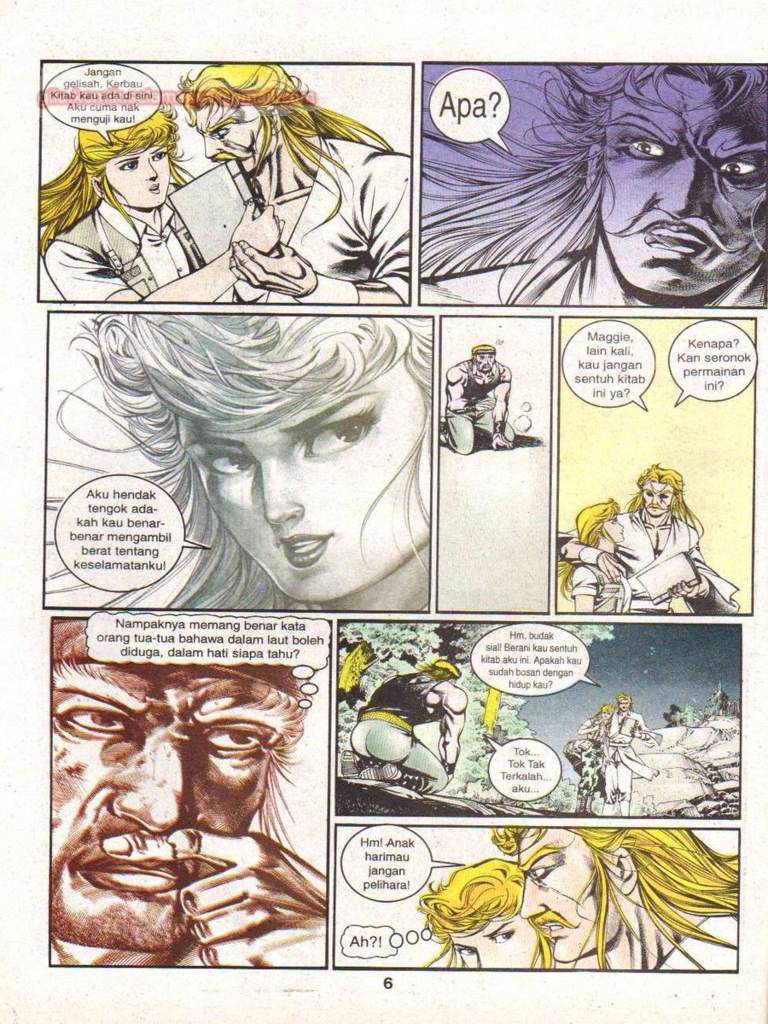 Jangan
gelisah, Kerbau
Kitab kau ada di sini.
Aku cuma nak
menguji kau!
Apa?
Aku hendak
tengok ada-
kah kau benar-
benar mengambil
berat tentang
keselamatanku!
Maggie,
lain kali,
kau jangan
sentuh kitab
ini ya?
Kenapa?
Kan seronok
permainan
ini?
Nampaknya memang benar kata
orang tua-tua bahawa dalam laut boleh
diduga, dalam hati siapa tahu?
Hm, budak
sial! Berani kau sentuh
kitab aku ini. Apakah kau
sudah bosan dengan
hidup kau?
Tok...
Tok Tak
Terkalah...
aku...
Hm! Anak
harimau
jangan
pelihara!
Ah?!
6